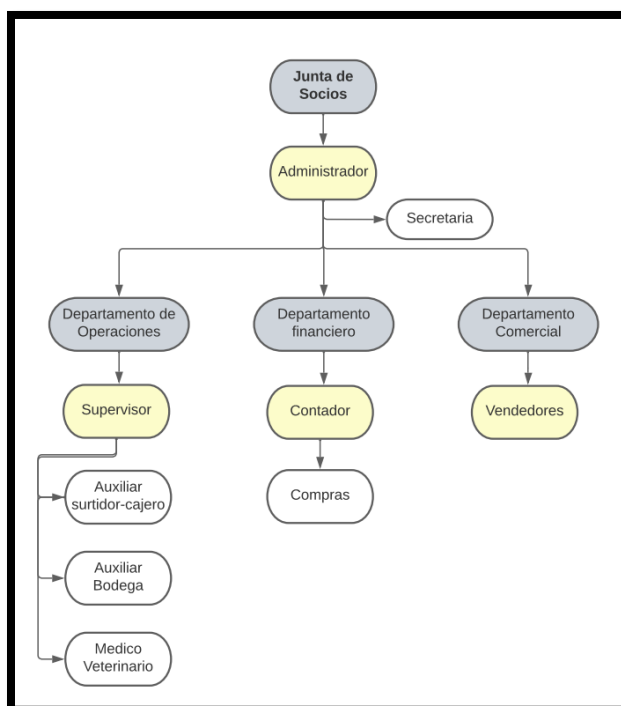 Junta de
Socios
Administrador
Secretaria
Departamento de
Operaciones
Departamento
financiero
Departamento
Comercial
Supervisor
Contador
Vendedores
Auxiliar
surtidor-cajero
Compras
Auxiliar
Bodega
Medico
Veterinario